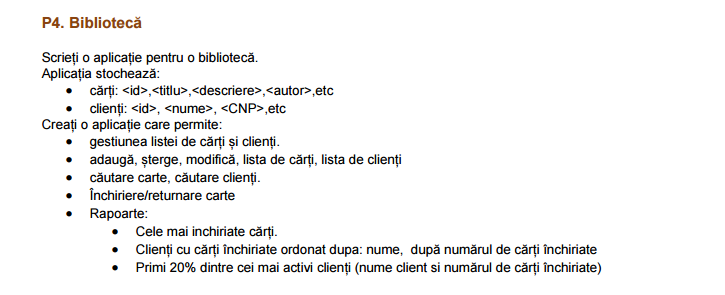 P4. Bibliotecă
Scrieți o aplicație pentru o bibliotecă.
Aplicația stochează:
• cărți: <id>,<titlu>,<descriere>,<autor>,etc
• clienți: <id>, <nume>, <CNP>,etc
Creați o aplicație care permite:
• gestiunea listei de cărți și clienți.
• adaugă, șterge, modifică, lista de cărți, lista de clienți
• căutare carte, căutare clienți.
• Închiriere/returnare carte
• Rapoarte:
• Cele mai inchiriate cărți.
• Clienți cu cărți închiriate ordonat dupa: nume, după numărul de cărți închiriate
• Primi 20% dintre cei mai activi clienți (nume client si numărul de cărți închiriate)